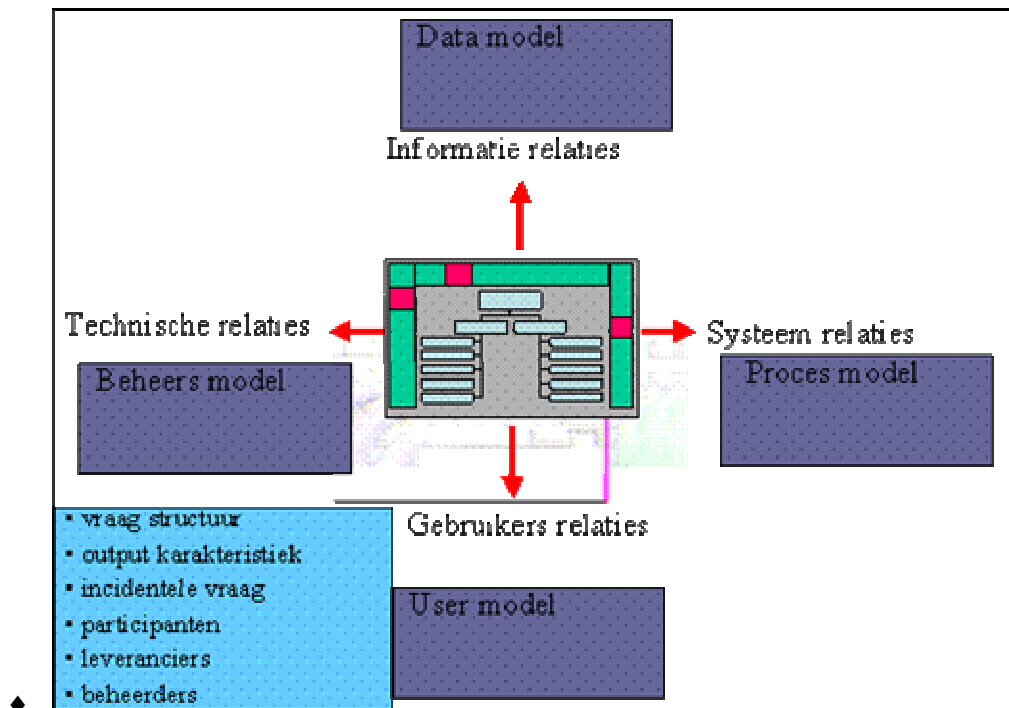 Data model
Informatie relaties
Technische relaties
Systeem relaties
Beheers model
Proces model
Gebruikers relaties
▪ vraag structuur
▪ output karakteristiek
▪ incidentele vraag
▪ participanten
▪ leveranciers
▪ beheerders
User model